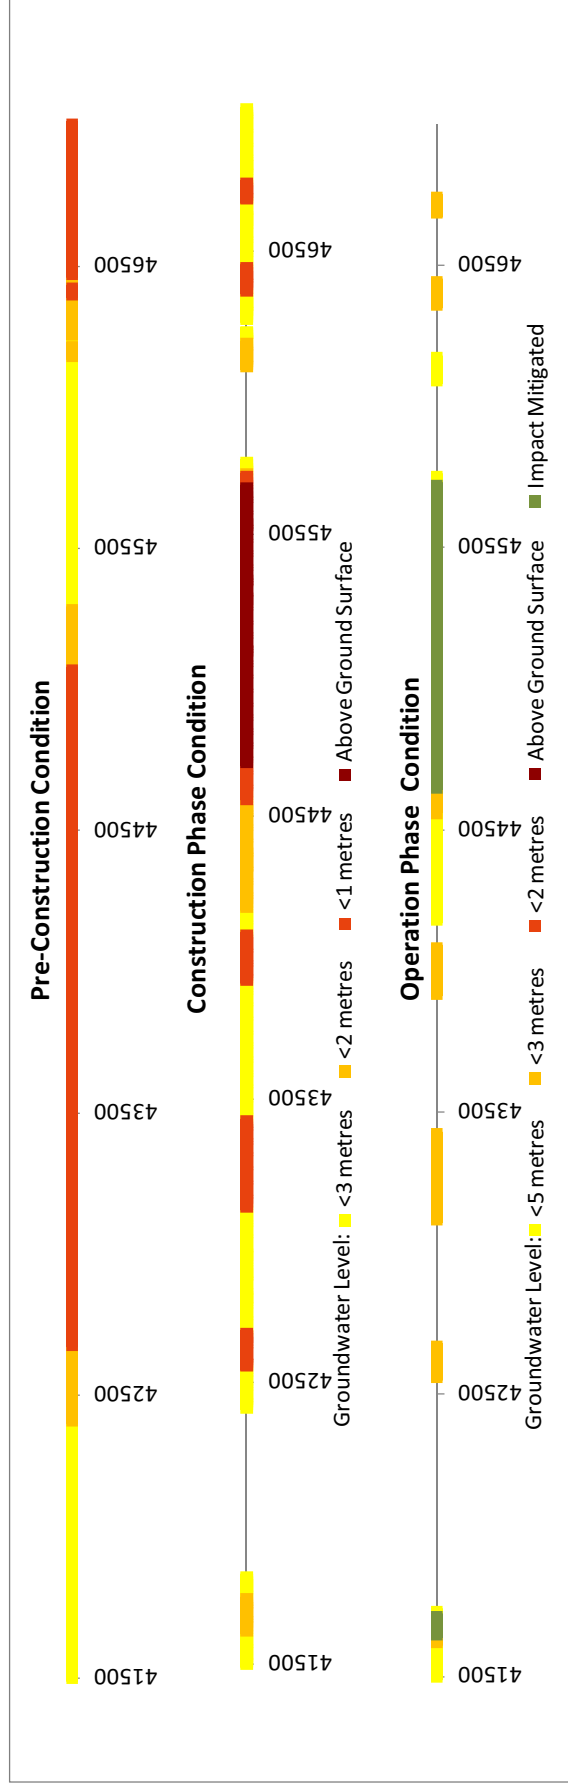 Pre-Construction Condition
41500 42500 43500 44500 45500 46500
Construction Phase Condition
41500 42500 43500 44500 45500 46500
Groundwater Level: <3 metres <2 metres <1 metres Above Ground Surface
Operation Phase Condition
41500 42500 43500 44500 45500 46500
Groundwater Level: <5 metres <3 metres <2 metres Above Ground Surface Impact Mitigated